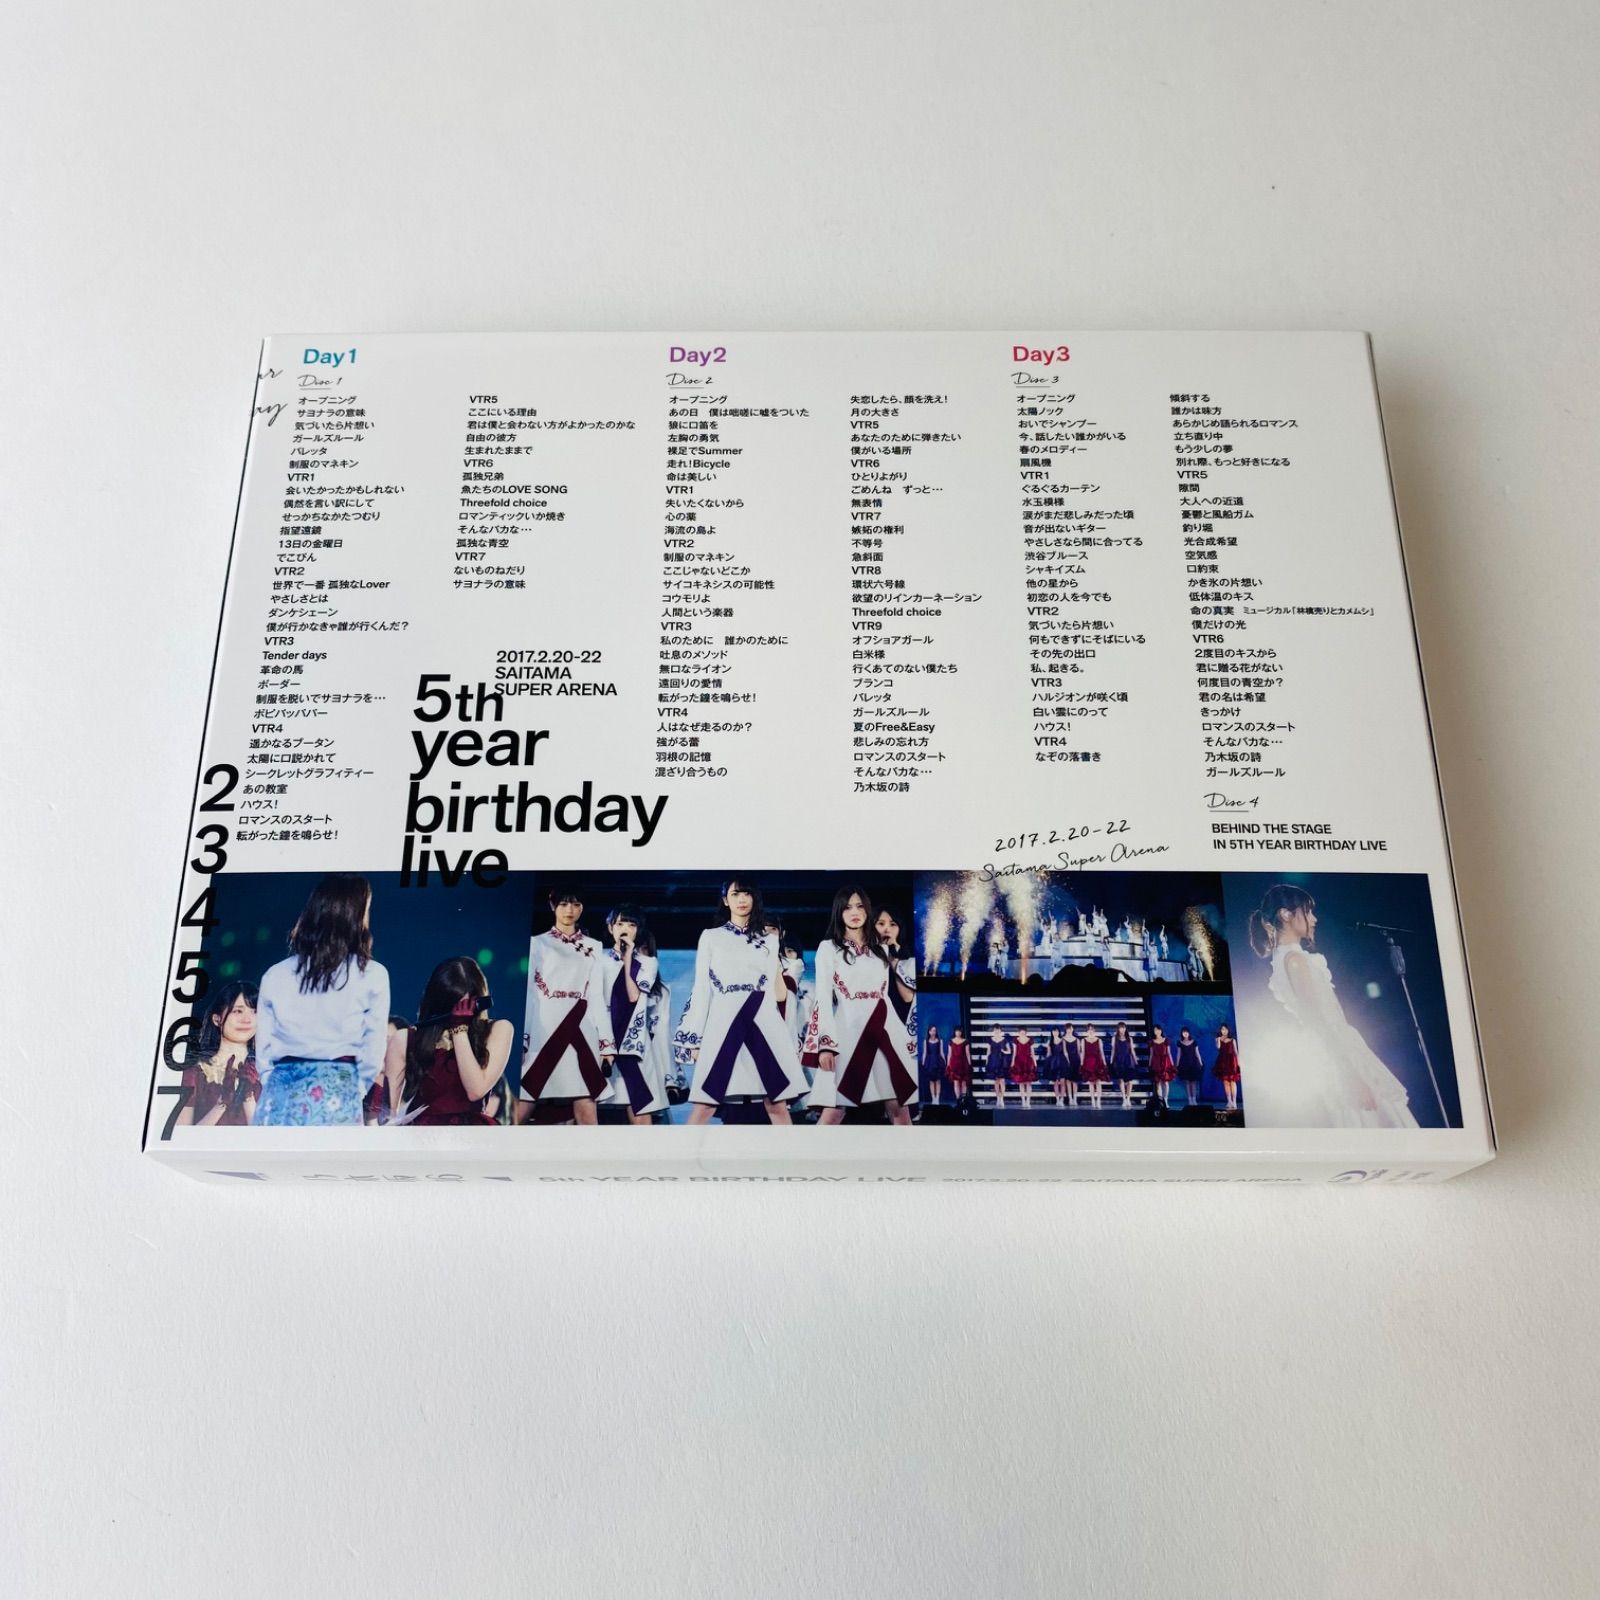 Day1
Disc 1
オープニング
サヨナラの意味
気づいたら片想い
ガールズルール
バレッタ
制服のマネキン
VTR1
会いたかったかもしれない
偶然を言い訳にして
せっかちなかたつむり
指望遠鏡
13日の金曜日
でこぴん
VTR2
世界で一番 孤独なLover
やさしさとは
ダンケシェーン
僕が行かなきゃ誰が行くんだ?
VTR3
Tender days
革命の馬
ボーダー
制服を脱いでサヨナラを…
ポピパッパパー
VTR4
遥かなるブータン
太陽に口説かれて
シークレットグラフィティー
あの教室
ハウス!
ロマンスのスタート
転がった鐘を鳴らせ!
VTR5
ここにいる理由
君は僕と会わない方がよかったのかな
自由の彼方
生まれたままで
VTR6
孤独兄弟
魚たちのLOVE SONG
Threefold choice
ロマンティックいか焼き
そんなバカな…
孤独な青空
VTR7
ないものねだり
サヨナラの意味
2017.2.20-22
SAITAMA
SUPER ARENA
5th
year
birthday
live
2
3
4
5
6
7
Day2
Disc 2
オープニング
あの日 僕は咄嗟に嘘をついた
狼に口笛を
左胸の勇気
裸足でSummer
走れ!Bicycle
命は美しい
VTR1
失いたくないから
心の薬
海流の島よ
VTR2
制服のマネキン
ここじゃないどこか
サイコキネシスの可能性
コウモリよ
人間という楽器
VTR3
私のために 誰かのために
吐息のメソッド
無口なライオン
遠回りの愛情
転がった鐘を鳴らせ!
VTR4
人はなぜ走るのか?
強がる蕾
羽根の記憶
混ざり合うもの
失恋したら、顔を洗え!
月の大きさ
VTR5
あなたのために弾きたい
僕がいる場所
VTR6
ひとりよがり
ごめんね ずっと…
無表情
VTR7
嫉妬の権利
不等号
急斜面
VTR8
環状六号線
欲望のリインカーネーション
Threefold choice
VTR9
オフショアガール
白米様
行くあてのない僕たち
ブランコ
バレッタ
ガールズルール
夏のFree&Easy
悲しみの忘れ方
ロマンスのスタート
そんなバカな…
乃木坂の詩
Day3
Disc 3
オープニング
太陽ノック
おいでシャンプー
今、話したい誰かがいる
春のメロディー
扇風機
VTR1
ぐるぐるカーテン
水玉模様
涙がまだ悲しみだった頃
音が出ないギター
やさしさなら間に合ってる
渋谷ブルース
シャキイズム
他の星から
初恋の人を今でも
VTR2
気づいたら片想い
何もできずにそばにいる
その先の出口
私、起きる。
VTR3
ハルジオンが咲く頃
白い雲にのって
ハウス!
VTR4
なぞの落書き
傾斜する
誰かは味方
あらかじめ語られるロマンス
立ち直り中
もう少しの夢
別れ際、もっと好きになる
VTR5
隙間
大人への近道
憂鬱と風船ガム
釣り堀
光合成希望
空気感
口約束
かき氷の片想い
低体温のキス
命の真実 ミュージカル「林檎売りとカメムシ」
僕だけの光
VTR6
2度目のキスから
君に贈る花がない
何度目の青空か?
君の名は希望
きっかけ
ロマンスのスタート
そんなバカな…
乃木坂の詩
ガールズルール
Disc 4
BEHIND THE STAGE
IN 5TH YEAR BIRTHDAY LIVE
2017.2.20-22
Saitama Super Arena
5th YEAR BIRTHDAY LIVE 2017.2.20-22 SAITAMA SUPER ARENA